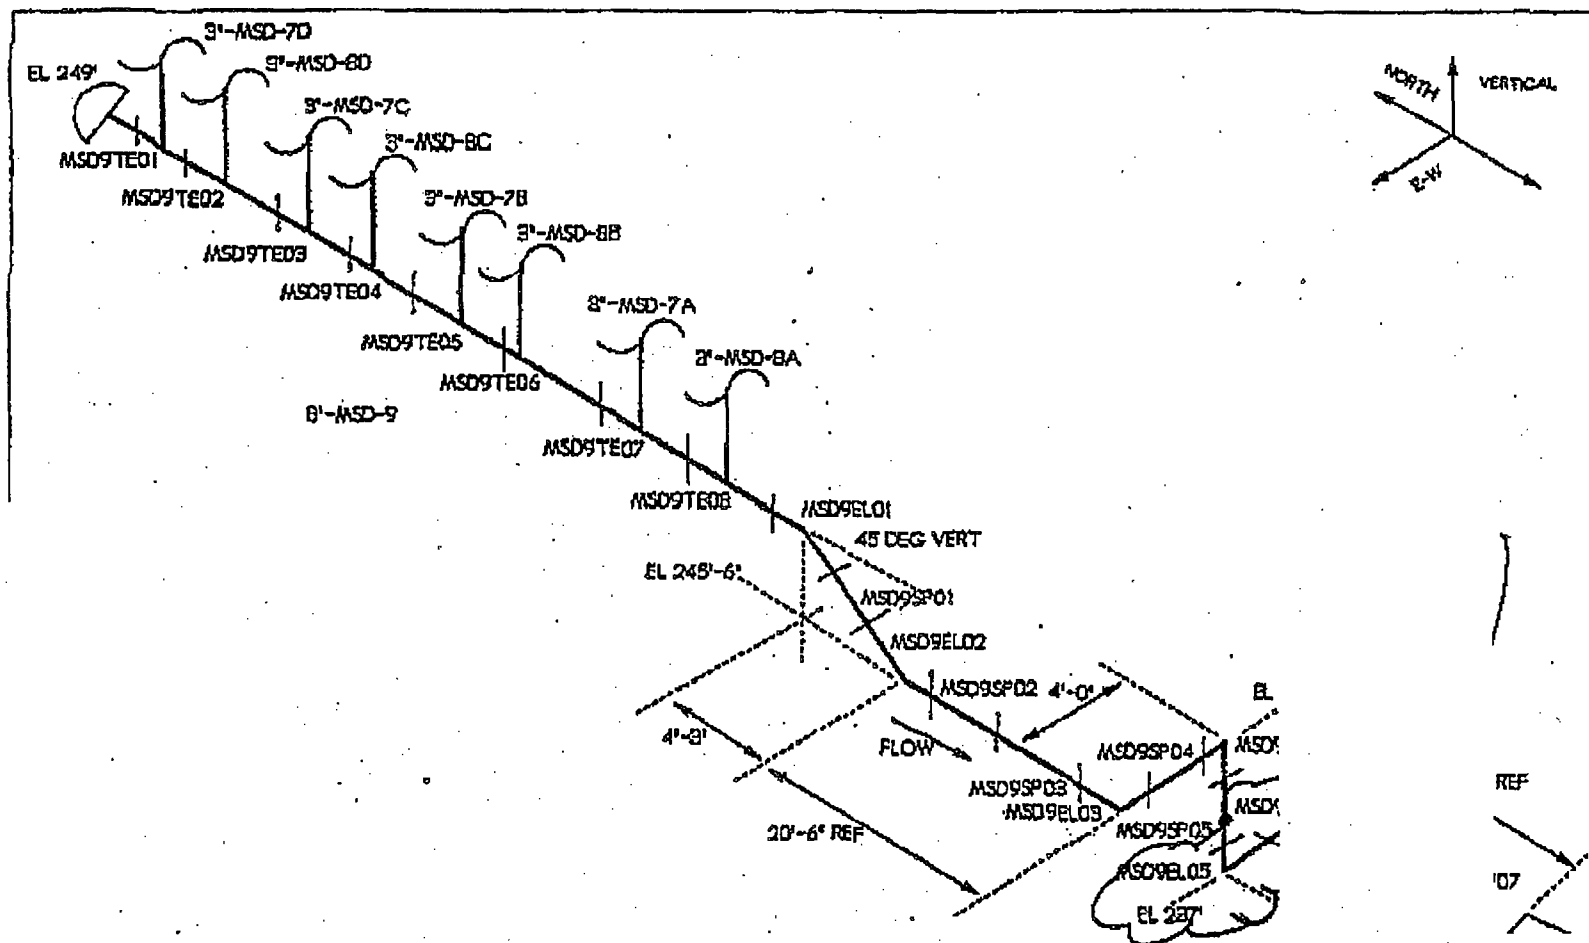 3"-MSD-7D
EL 249'
3"-MSD-8D
3"-MSD-7C
3"-MSD-8C
MSD9TE01
MSD9TE02
3"-MSD-7B
3"-MSD-8B
MSD9TE03
MSD9TE04
3"-MSD-7A
MSD9TE05
3"-MSD-8A
MSD9TE06
8"-MSD-9
MSD9TE07
MSD9TE08
MSD9EL01
45 DEG VERT
EL 245'-6"
MSD9SP01
MSD9EL02
MSD9SP02
4'-0"
EL
4'-3"
FLOW
MSD9SP04
MSD9
MSD9SP03
MSD9EL03
MSD9
20'-6" REF
MSD9SP05
MSD9EL05
EL 237'
NORTH
VERTICAL
E-W
REF
'07